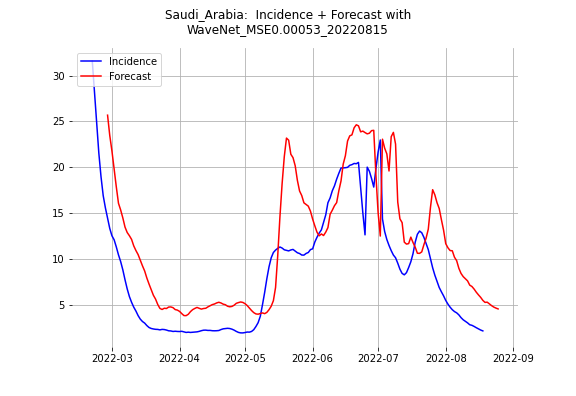 Saudi_Arabia:  Incidence + Forecast with
WaveNet_MSE0.00053_20220815
Incidence
Forecast
30
25
20
15
10
5
2022-03 2022-04 2022-05 2022-06 2022-07 2022-08 2022-09